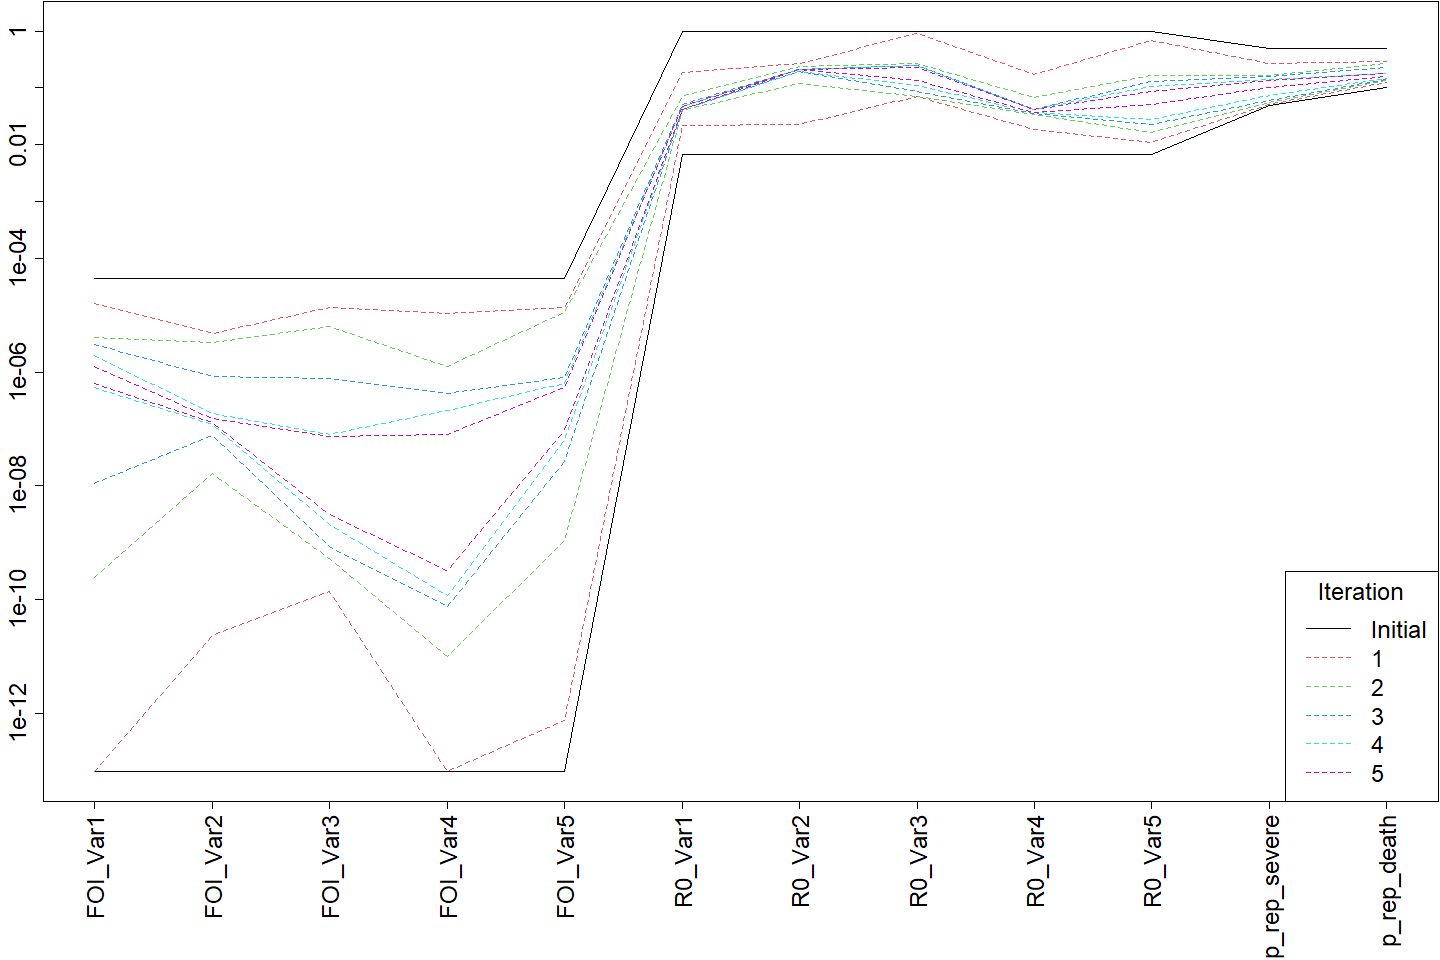 1
0.01
1e-04
1e-06
1e-08
1e-10
1e-12
Iteration
Initial
1
2
3
4
5
FOI_Var1
FOI_Var2
FOI_Var3
FOI_Var4
FOI_Var5
R0_Var1
R0_Var2
R0_Var3
R0_Var4
R0_Var5
p_rep_severe
p_rep_death